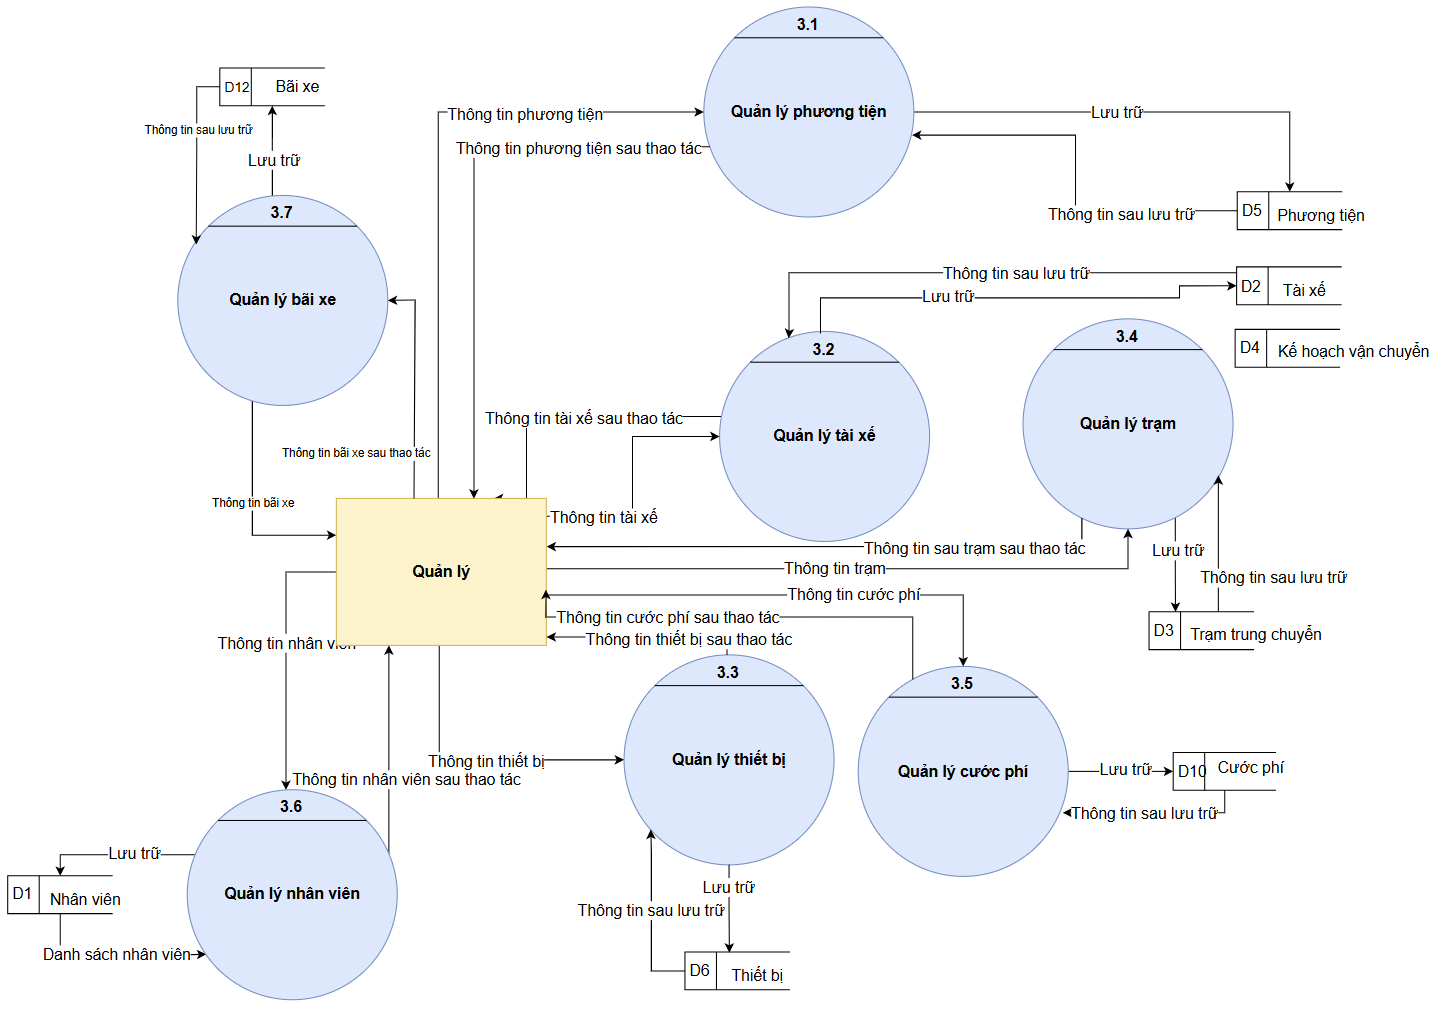 3.1
Quản lý phương tiện
D12
Bãi xe
Thông tin sau lưu trữ
Lưu trữ
Thông tin phương tiện
Thông tin phương tiện sau thao tác
Lưu trữ
Thông tin sau lưu trữ
D5
Phương tiện
3.7
Quản lý bãi xe
Thông tin sau lưu trữ
Lưu trữ
D2
Tài xế
3.2
Quản lý tài xế
3.4
Quản lý trạm
D4
Kế hoạch vận chuyển
Thông tin tài xế sau thao tác
Thông tin bãi xe sau thao tác
Thông tin bãi xe
Thông tin tài xế
Quản lý
Thông tin sau trạm sau thao tác
Thông tin trạm
Lưu trữ
Thông tin sau lưu trữ
Thông tin cước phí
Thông tin cước phí sau thao tác
Thông tin thiết bị sau thao tác
D3
Trạm trung chuyển
Thông tin nhân viên
3.3
Quản lý thiết bị
3.5
Quản lý cước phí
Thông tin thiết bị
Thông tin nhân viên sau thao tác
Lưu trữ
D10
Cước phí
Thông tin sau lưu trữ
3.6
Quản lý nhân viên
Lưu trữ
D1
Nhân viên
Danh sách nhân viên
Lưu trữ
Thông tin sau lưu trữ
D6
Thiết bị